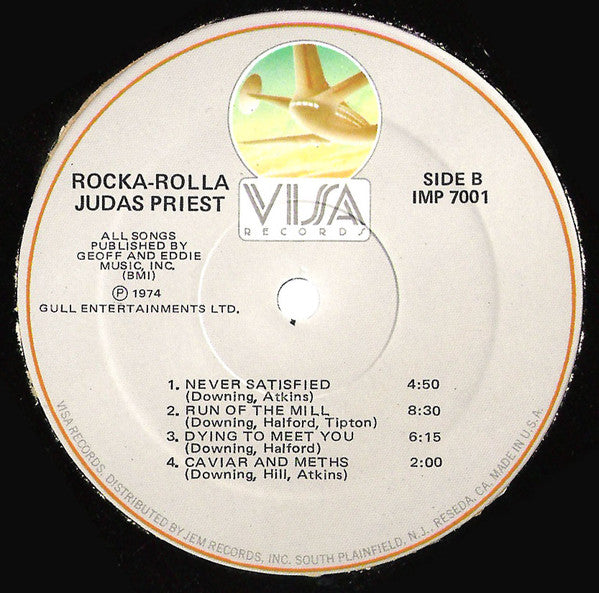 ROCKA-ROLLA
JUDAS PRIEST
ALL SONGS
PUBLISHED BY
GEOFF AND EDDIE
MUSIC, INC.
(BMI)
Ⓟ 1974
GULL ENTERTAINMENTS LTD.
VISA
RECORDS
SIDE B
IMP 7001
1. NEVER SATISFIED 4:50
(Downing, Atkins)
2. RUN OF THE MILL 8:30
(Downing, Halford, Tipton)
3. DYING TO MEET YOU 6:15
(Downing, Halford)
4. CAVIAR AND METHS 2:00
(Downing, Hill, Atkins)
VISA RECORDS, DISTRIBUTED BY JEM RECORDS, INC. SOUTH PLAINFIELD, N.J., RESEDA, CA. MADE IN U.S.A.